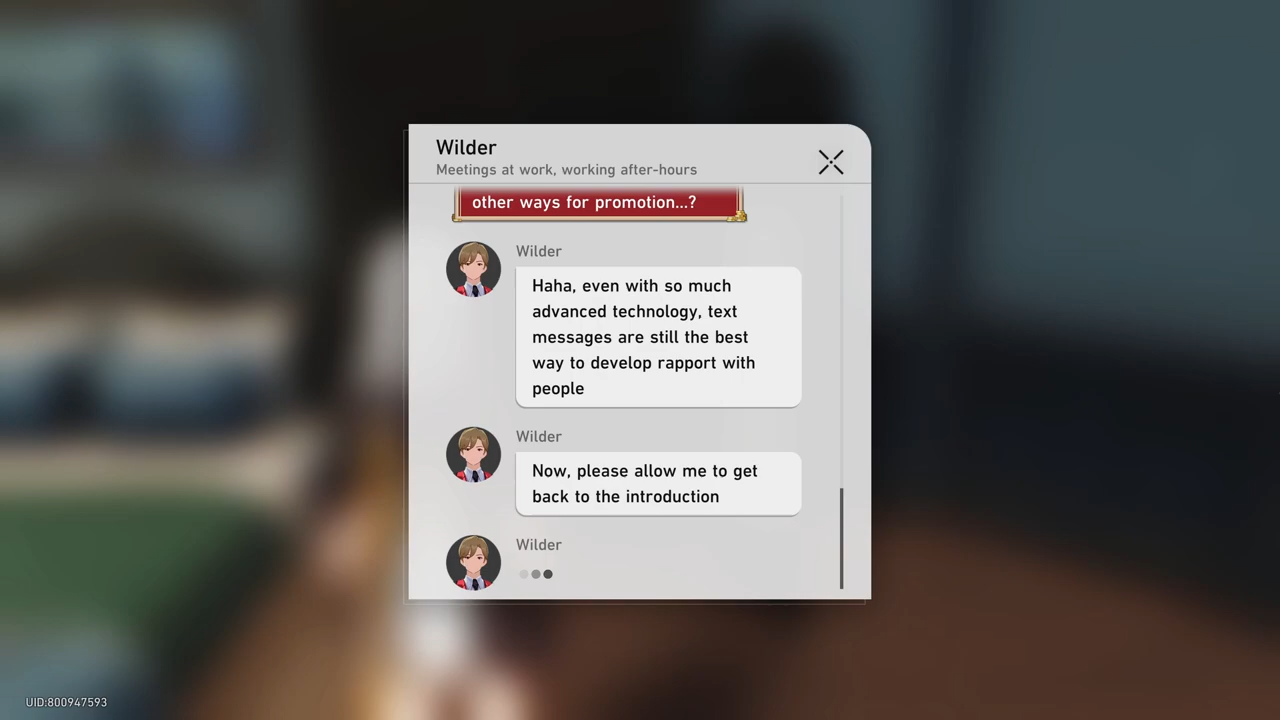 Wilder
Meetings at work, working after-hours
other ways for promotion...?
Wilder
Haha, even with so much
advanced technology, text
messages are still the best
way to develop rapport with
people
Wilder
Now, please allow me to get
back to the introduction
Wilder
UID:800947593